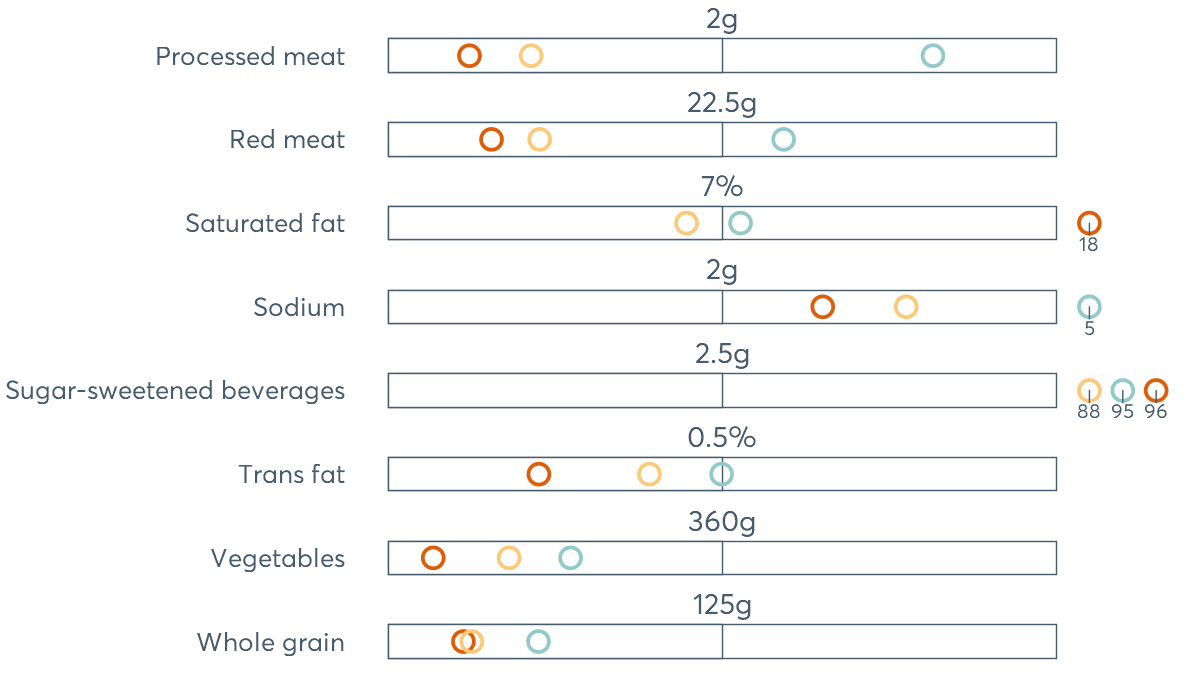 2g
Processed meat
22.5g
Red meat
7%
Saturated fat
18
2g
Sodium
5
2.5g
Sugar-sweetened beverages
88 95 96
0.5%
Trans fat
360g
Vegetables
125g
Whole grain